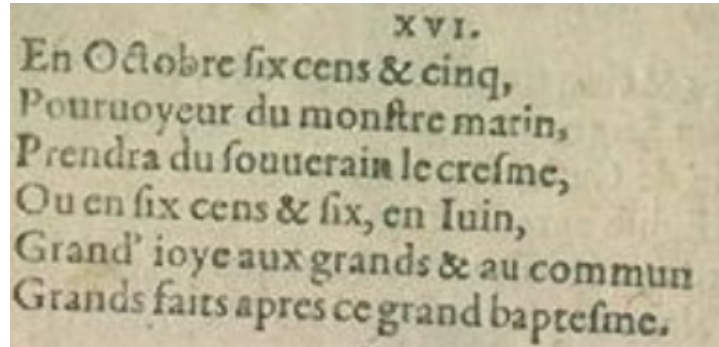 XVI.
En Octobre ſix cens & cinq,
Pouruoyeur du monſtre marin,
Prendra du ſouuerain le creſme,
Ou en ſix cens & ſix, en Iuin,
Grand' ioye aux grands & au commun
Grands faits apres ce grand bapteſme.